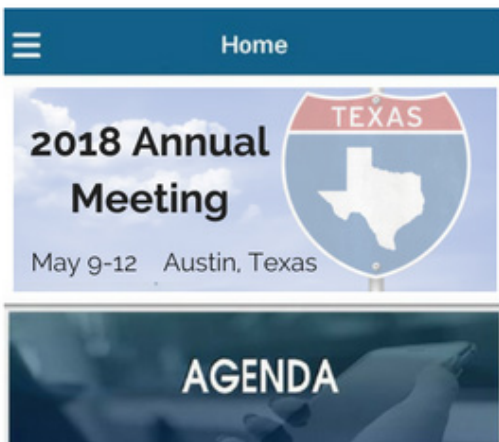 Home
TEXAS
2018 Annual
Meeting
May 9-12 Austin, Texas
AGENDA